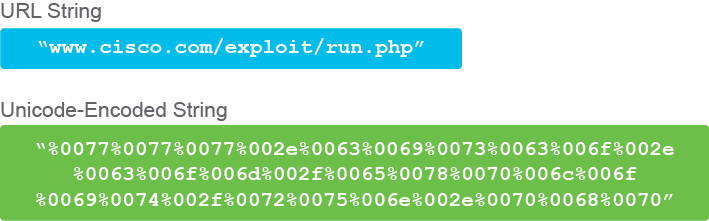 URL String
“www.cisco.com/exploit/run.php”
Unicode-Encoded String
“%0077%0077%0077%002e%0063%0069%0073%0063%006f%002e
%0063%006f%006d%002f%0065%0078%0070%006c%006f
%0069%0074%002f%0072%0075%006e%002e%0070%0068%0070”